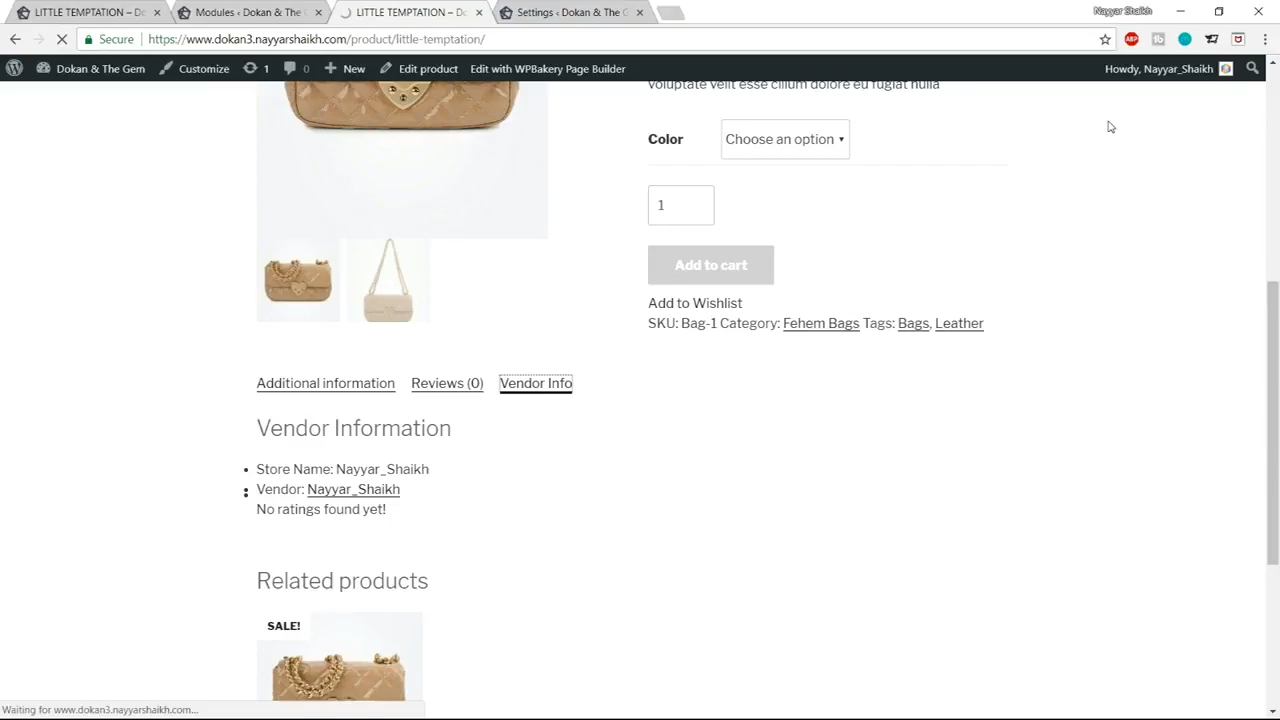 LITTLE TEMPTATION – Do
Modules ‹ Dokan & The G
LITTLE TEMPTATION – Do
Settings ‹ Dokan & The G
Nayyar Shaikh
Secure
https://www.dokan3.nayyarshaikh.com/product/little-temptation/
ABP
Dokan & The Gem
Customize
1
0
New
Edit product
Edit with WPBakery Page Builder
Howdy, Nayyar_Shaikh
voluptate velit esse cillum dolore eu fugiat nulla
Color
Choose an option
1
Add to cart
Add to Wishlist
SKU: Bag-1 Category: Fehem Bags Tags: Bags, Leather
Additional information
Reviews (0)
Vendor Info
Vendor Information
• Store Name: Nayyar_Shaikh
• Vendor: Nayyar_Shaikh
• No ratings found yet!
Related products
SALE!
Waiting for www.dokan3.nayyarshaikh.com...